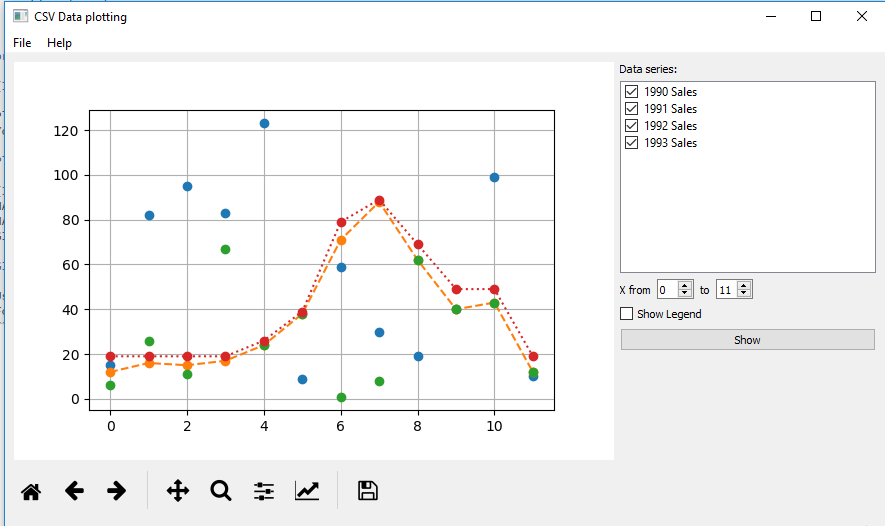 CSV Data plotting
File Help
Data series:
1990 Sales
1991 Sales
1992 Sales
1993 Sales
120
100
80
60
40
20
0
0 2 4 6 8 10
X from 0 to 11
Show Legend
Show